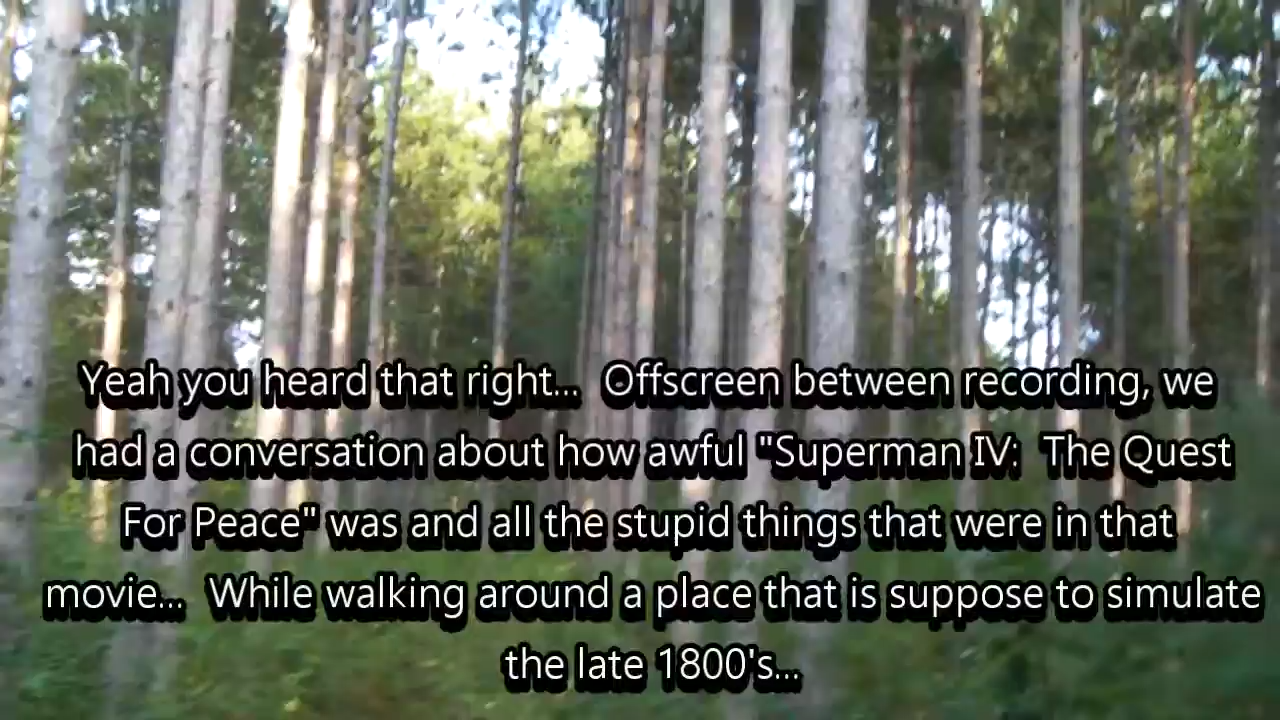 Yeah you heard that right...  Offscreen between recording, we
had a conversation about how awful "Superman IV:  The Quest
For Peace" was and all the stupid things that were in that
movie...  While walking around a place that is suppose to simulate
the late 1800's...